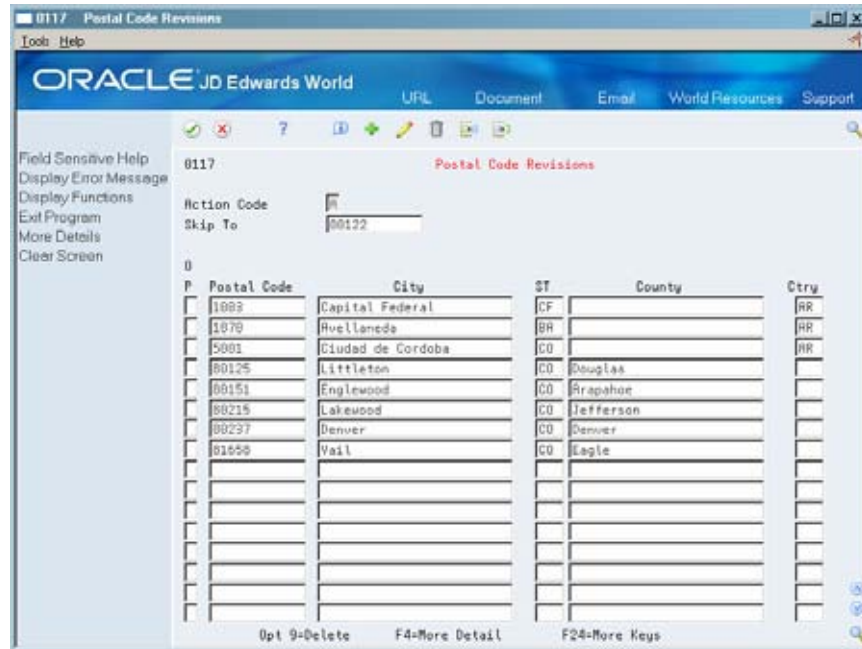 0117 Postal Code Revisions
Tools Help
ORACLE JD Edwards World
URL Document Email World Resources Support
Field Sensitive Help
Display Error Message
Display Functions
Exit Program
More Details
Clear Screen
0117 Postal Code Revisions
Action Code
Skip To 80122
O
P Postal Code City ST County Ctry
1003 Capital Federal CF AR
1870 Avellaneda BA AR
5001 Ciudad de Cordoba CO AR
80125 Littleton CO Douglas
80151 Englewood CO Arapahoe
80215 Lakewood CO Jefferson
80237 Denver CO Denver
81658 Vail CO Eagle
Opt 9=Delete F4=More Detail F24=More Keys